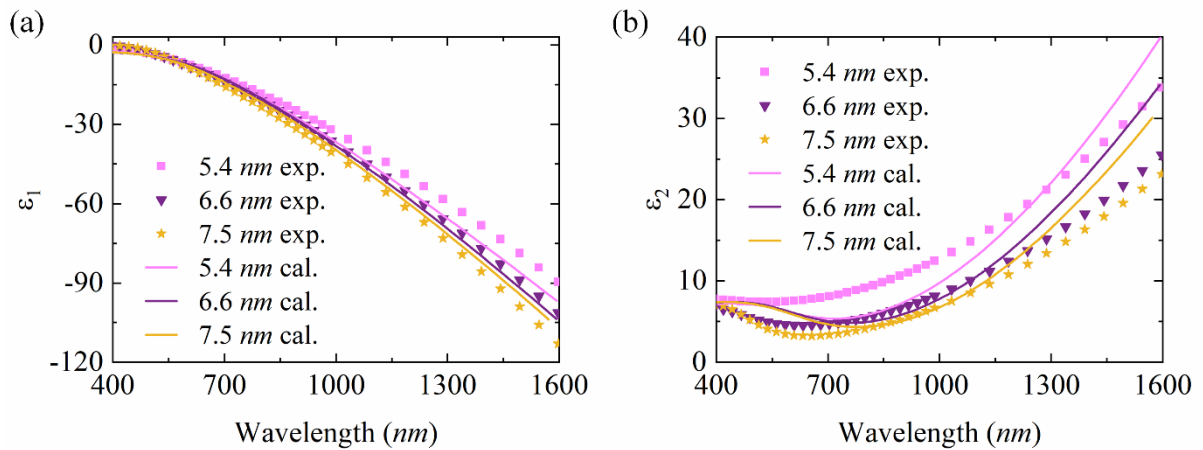 (a)
0
-30
-60
-90
-120
ε1
5.4 nm exp.
6.6 nm exp.
7.5 nm exp.
5.4 nm cal.
6.6 nm cal.
7.5 nm cal.
400 700 1000 1300 1600
Wavelength (nm)
(b)
40
30
20
10
0
ε2
5.4 nm exp.
6.6 nm exp.
7.5 nm exp.
5.4 nm cal.
6.6 nm cal.
7.5 nm cal.
400 700 1000 1300 1600
Wavelength (nm)